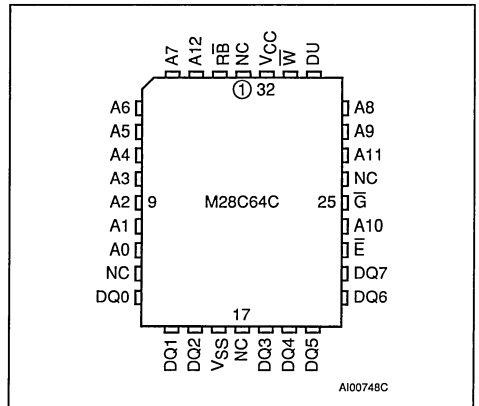 A7 A12 R̅B NC VCC W̅ DU
① 32
A6 A8
A5 A9
A4 A11
A3 NC
A2 9 M28C64C 25 G̅
A1 A10
A0 E̅
NC DQ7
DQ0 DQ6
17
DQ1 DQ2 VSS NC DQ3 DQ4 DQ5
AI00748C